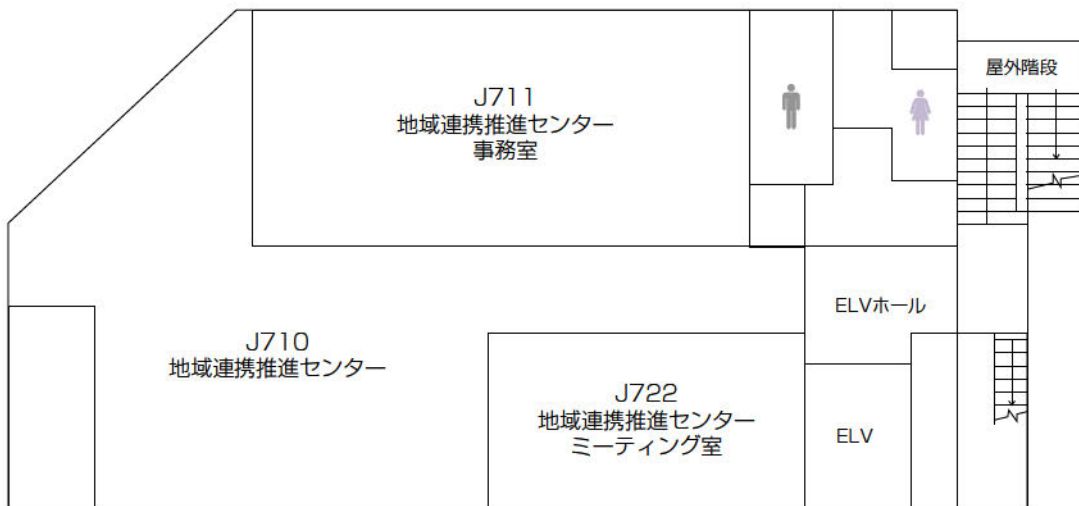 J711
地域連携推進センター
事務室
屋外階段
ELVホール
J710
地域連携推進センター
J722
地域連携推進センター
ミーティング室
ELV